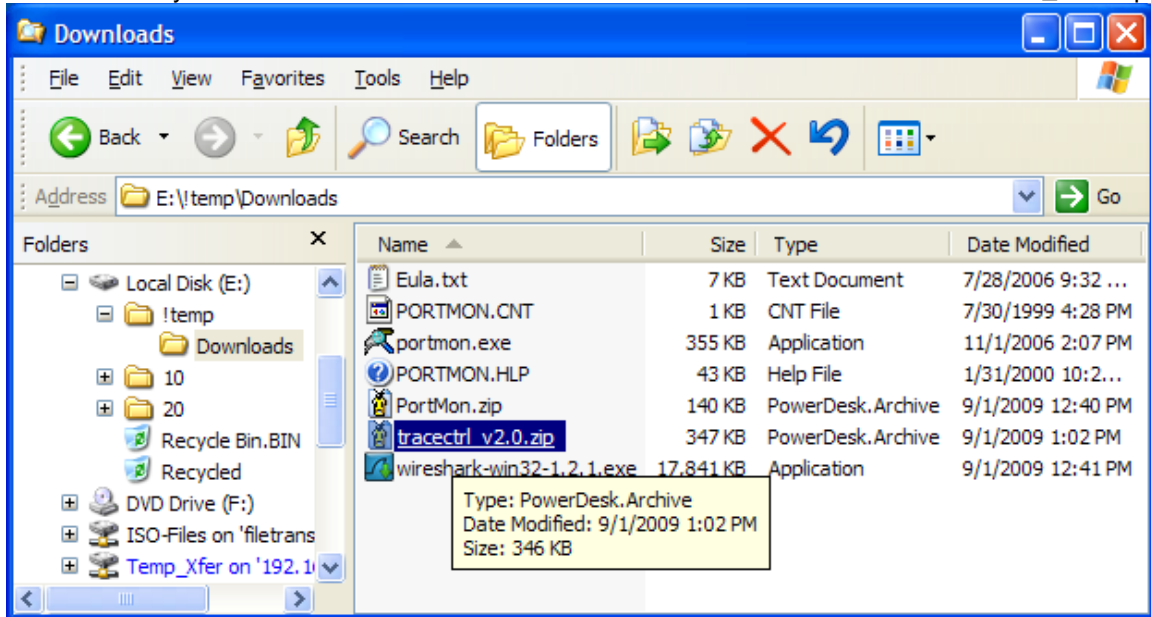 Downloads
File Edit View Favorites Tools Help
Back Search Folders
Address E:\!temp\Downloads Go
Folders X Name Size Type Date Modified
Local Disk (E:) Eula.txt 7 KB Text Document 7/28/2006 9:32 ...
!temp PORTMON.CNT 1 KB CNT File 7/30/1999 4:28 PM
Downloads portmon.exe 355 KB Application 11/1/2006 2:07 PM
10 PORTMON.HLP 43 KB Help File 1/31/2000 10:2...
20 PortMon.zip 140 KB PowerDesk.Archive 9/1/2009 12:40 PM
Recycle Bin.BIN tracectrl_v2.0.zip 347 KB PowerDesk.Archive 9/1/2009 1:02 PM
Recycled wireshark-win32-1.2.1.exe 17,841 KB Application 9/1/2009 12:41 PM
DVD Drive (F:) Type: PowerDesk.Archive
Date Modified: 9/1/2009 1:02 PM
ISO-Files on 'filetrans Size: 346 KB
Temp_Xfer on '192.1